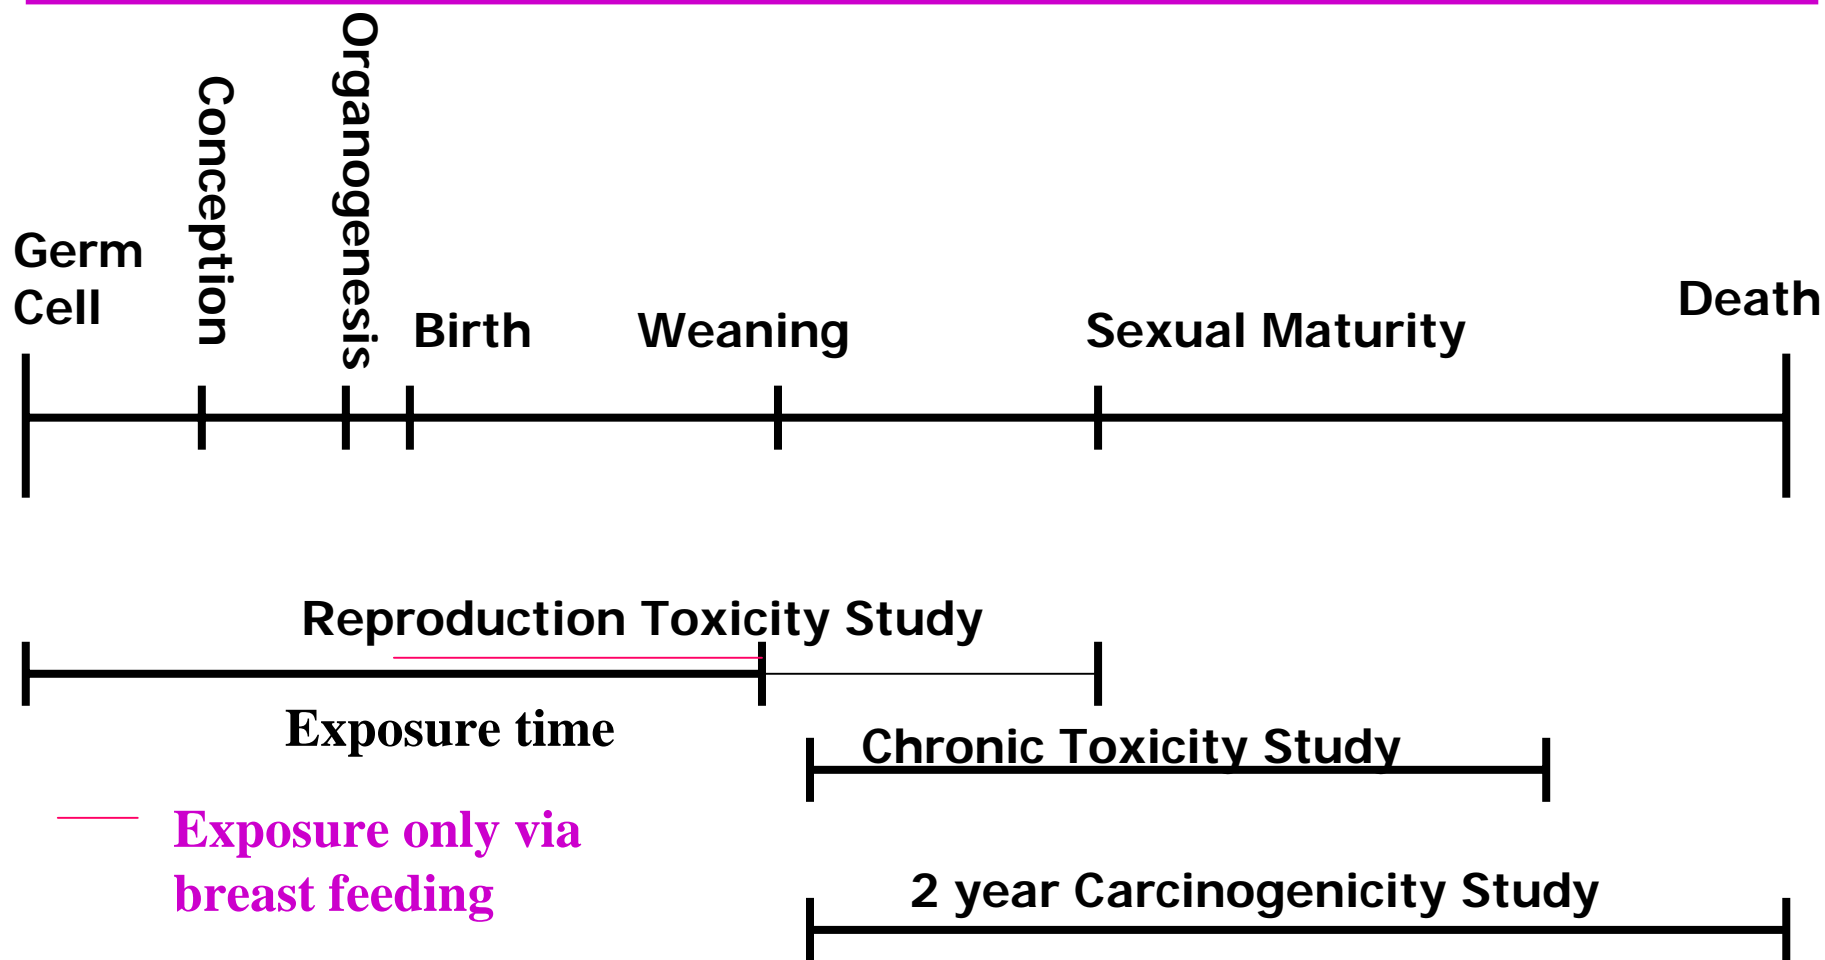 Organogenesis
Conception
Germ
Cell
Birth
Weaning
Sexual Maturity
Death
Reproduction Toxicity Study
Exposure time
Chronic Toxicity Study
Exposure only via
breast feeding
2 year Carcinogenicity Study